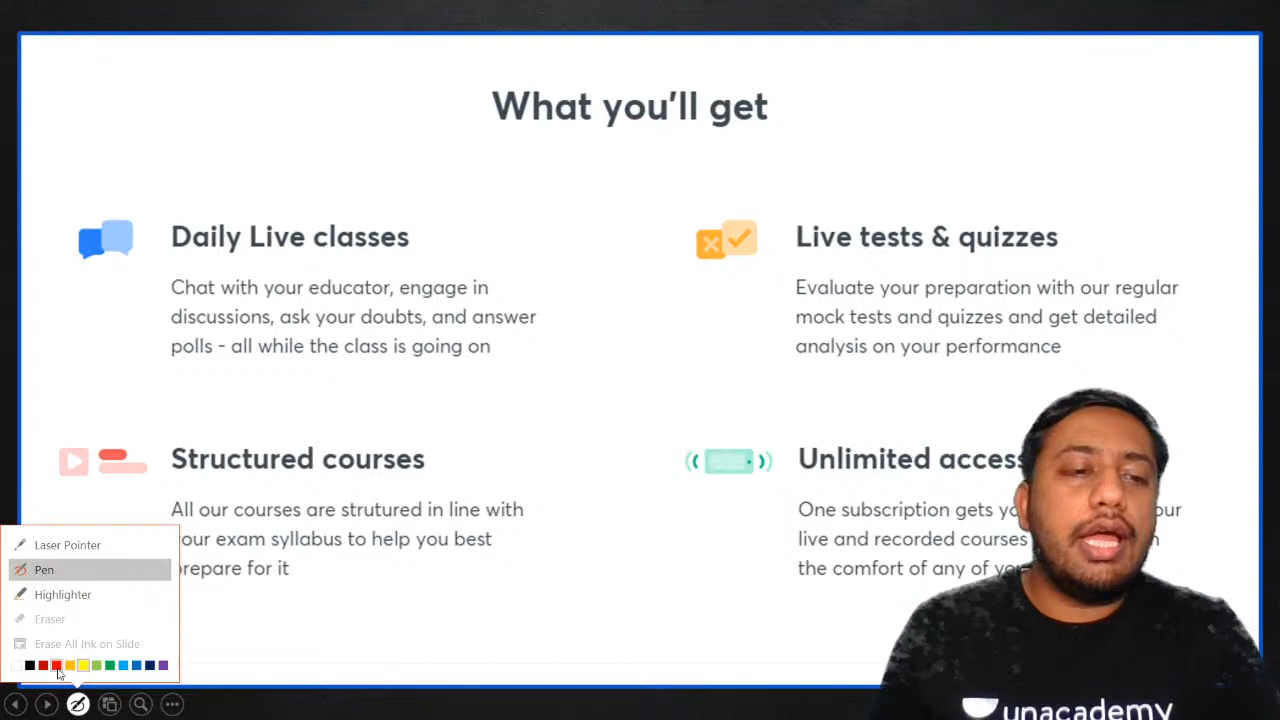 What you'll get
Daily Live classes
Chat with your educator, engage in
discussions, ask your doubts, and answer
polls - all while the class is going on
Live tests & quizzes
Evaluate your preparation with our regular
mock tests and quizzes and get detailed
analysis on your performance
Structured courses
All our courses are strutured in line with
your exam syllabus to help you best
prepare for it
Unlimited access
One subscription gets
live and recorded courses
the comfort of any of
Laser Pointer
Pen
Highlighter
Eraser
Erase All Ink on Slide
unacademy